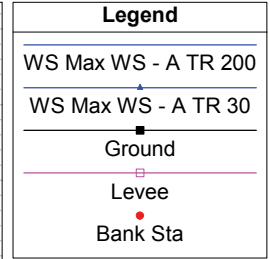 Legend
WS Max WS - A TR 200
WS Max WS - A TR 30
Ground
Levee
Bank Sta